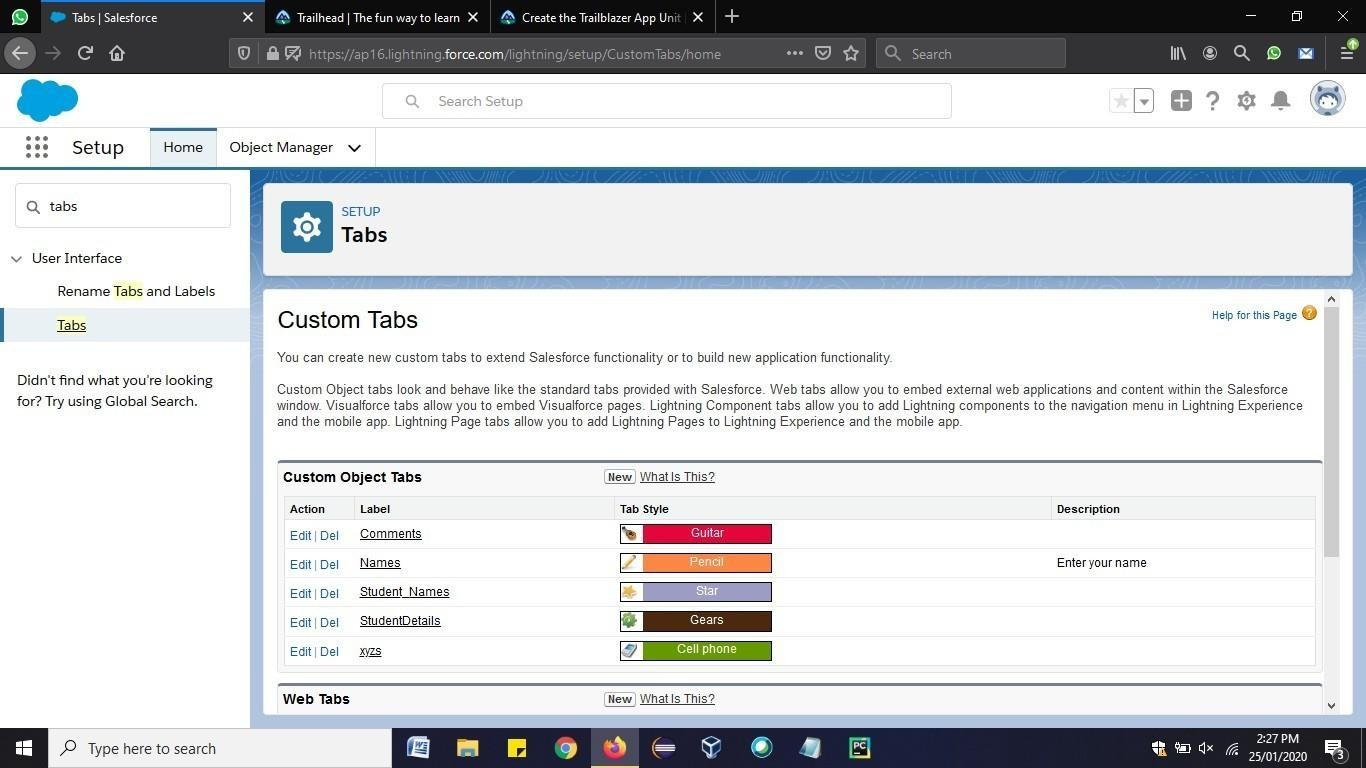 Tabs | Salesforce
Trailhead | The fun way to learn
Create the Trailblazer App Unit
https://ap16.lightning.force.com/lightning/setup/CustomTabs/home
Search
Search Setup
Setup
Home
Object Manager
tabs
User Interface
Rename Tabs and Labels
Tabs
Didn't find what you're looking
for? Try using Global Search.
SETUP
Tabs
Custom Tabs
Help for this Page
You can create new custom tabs to extend Salesforce functionality or to build new application functionality.
Custom Object tabs look and behave like the standard tabs provided with Salesforce. Web tabs allow you to embed external web applications and content within the Salesforce
window. Visualforce tabs allow you to embed Visualforce pages. Lightning Component tabs allow you to add Lightning components to the navigation menu in Lightning Experience
and the mobile app. Lightning Page tabs allow you to add Lightning Pages to Lightning Experience and the mobile app.
Custom Object Tabs New What Is This?
Action Label Tab Style Description
Edit | Del Comments Guitar
Edit | Del Names Pencil Enter your name
Edit | Del Student_Names Star
Edit | Del StudentDetails Gears
Edit | Del xyzs Cell phone
Web Tabs New What Is This?
Type here to search
2:27 PM
25/01/2020
3